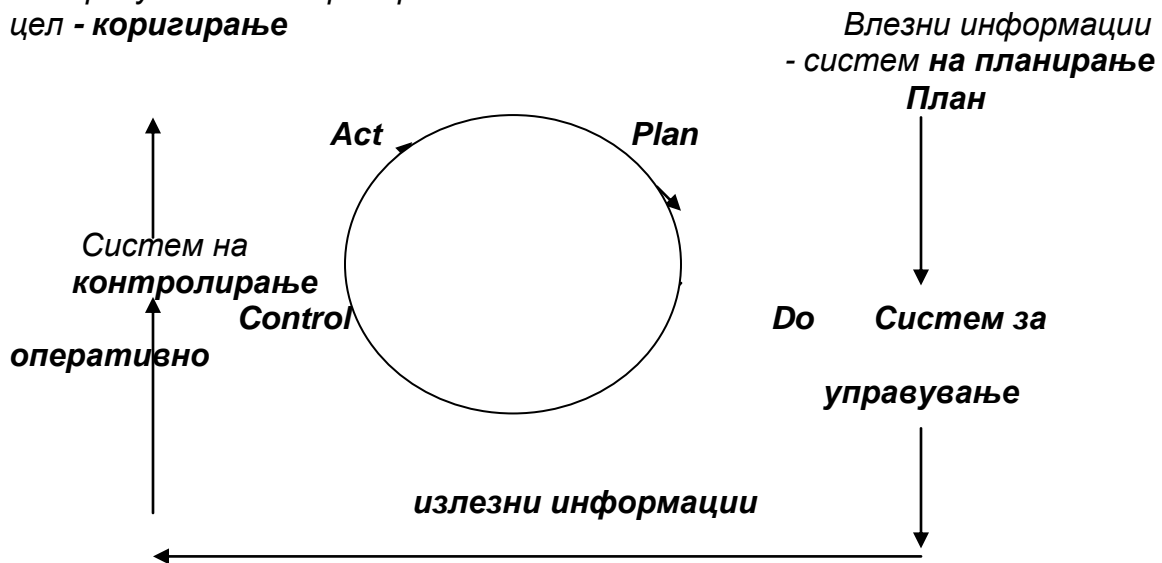 цел - коригирање
Влезни информации
- систем на планирање
План
Act
Plan
Систем на
контролирање
Control
Do
Систем за
оперативно
управување
излезни информации